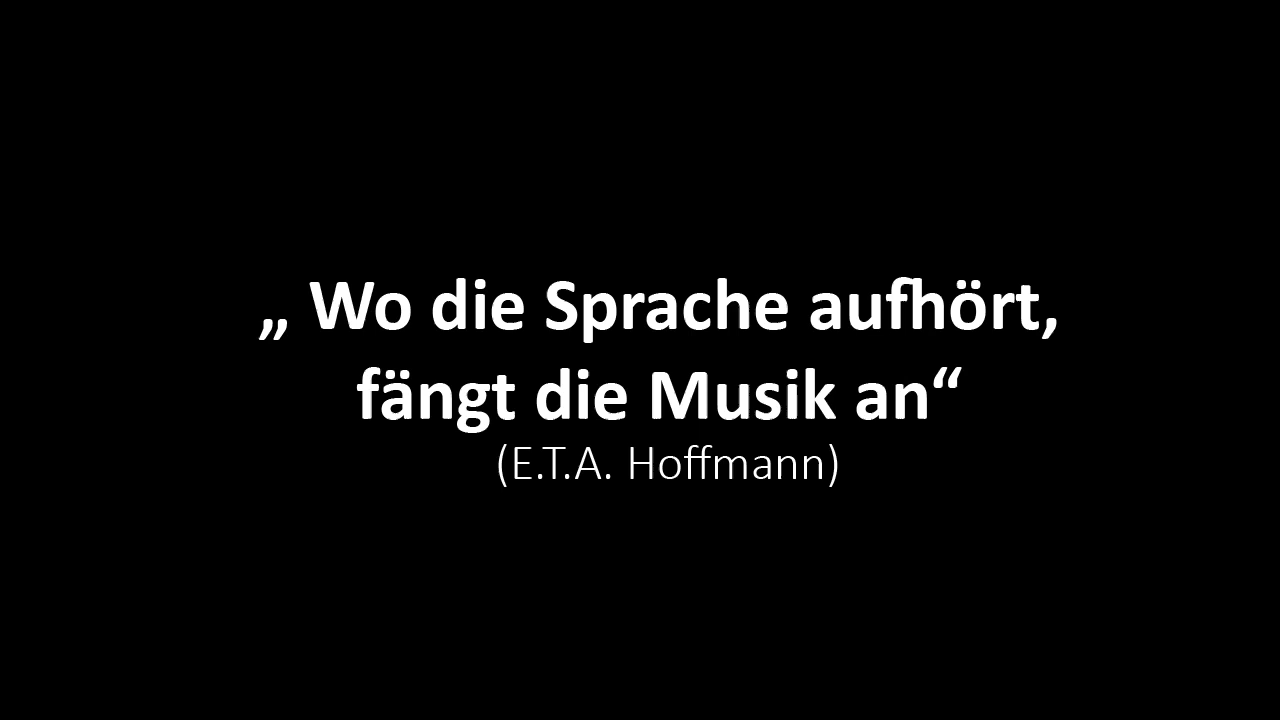 „ Wo die Sprache aufhört,
fängt die Musik an“
(E.T.A. Hoffmann)